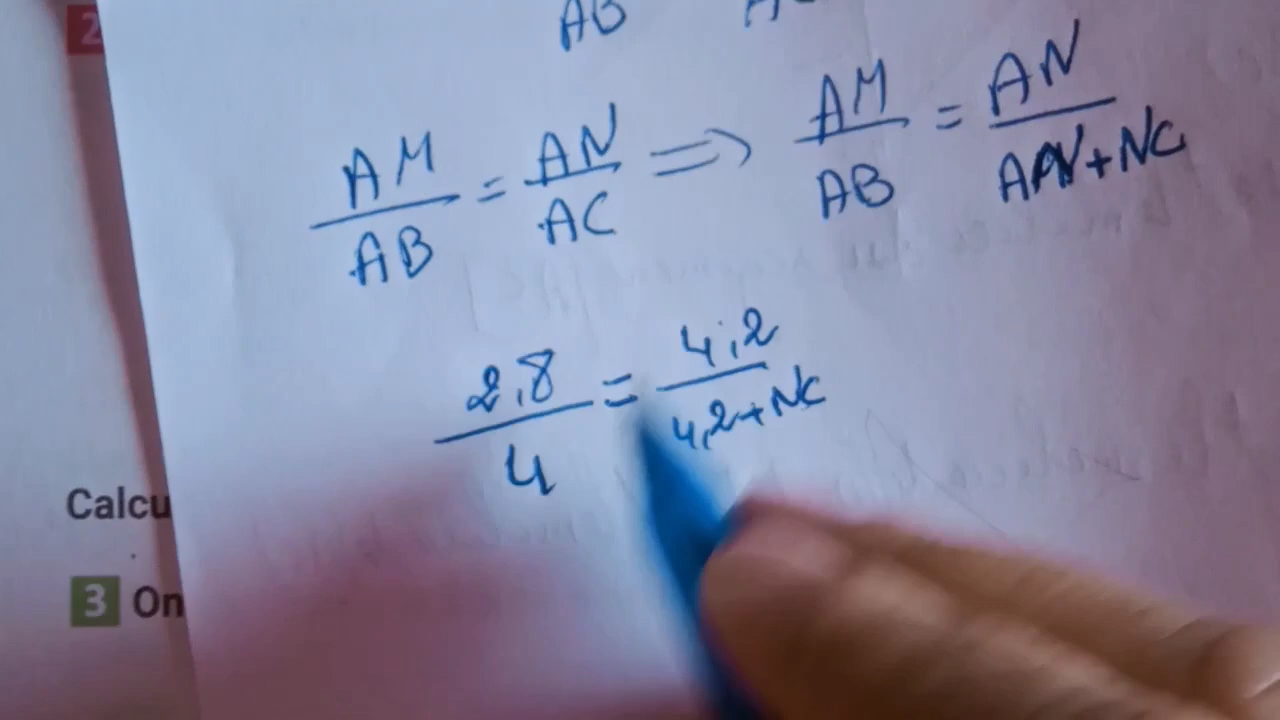 2
AB
AM/AB = AN/AC => AM/AB = AN/AN+NC
2,8/4 = 4,2/4,2+NC
Calcu
3 On